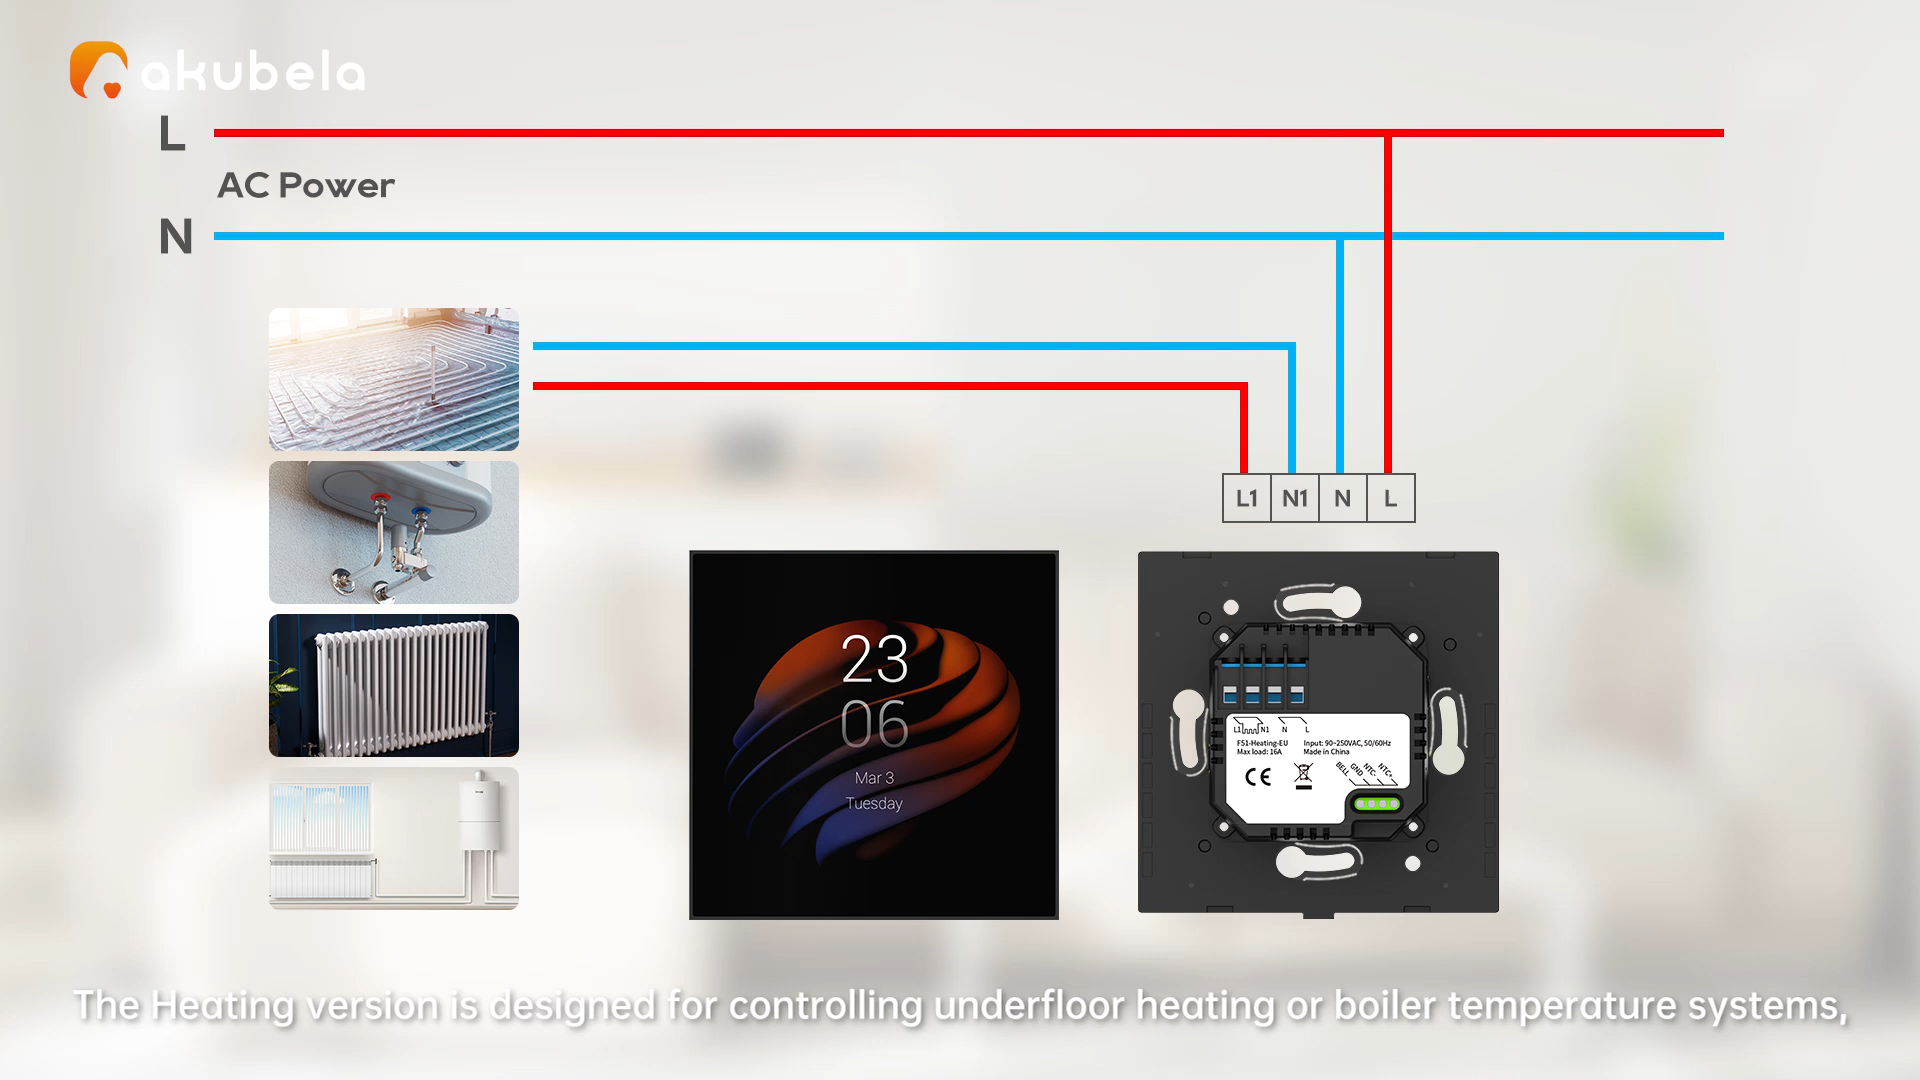 akubela
L
AC Power
N
L1 N1 N L
23
06
Mar 3
Tuesday
L1 N1 N L
F51-Heating-EU Input: 90~250VAC, 50/60Hz
Max load: 16A Made in China
BELL GND NTC- NTC+
CE
The Heating version is designed for controlling underfloor heating or boiler temperature systems,